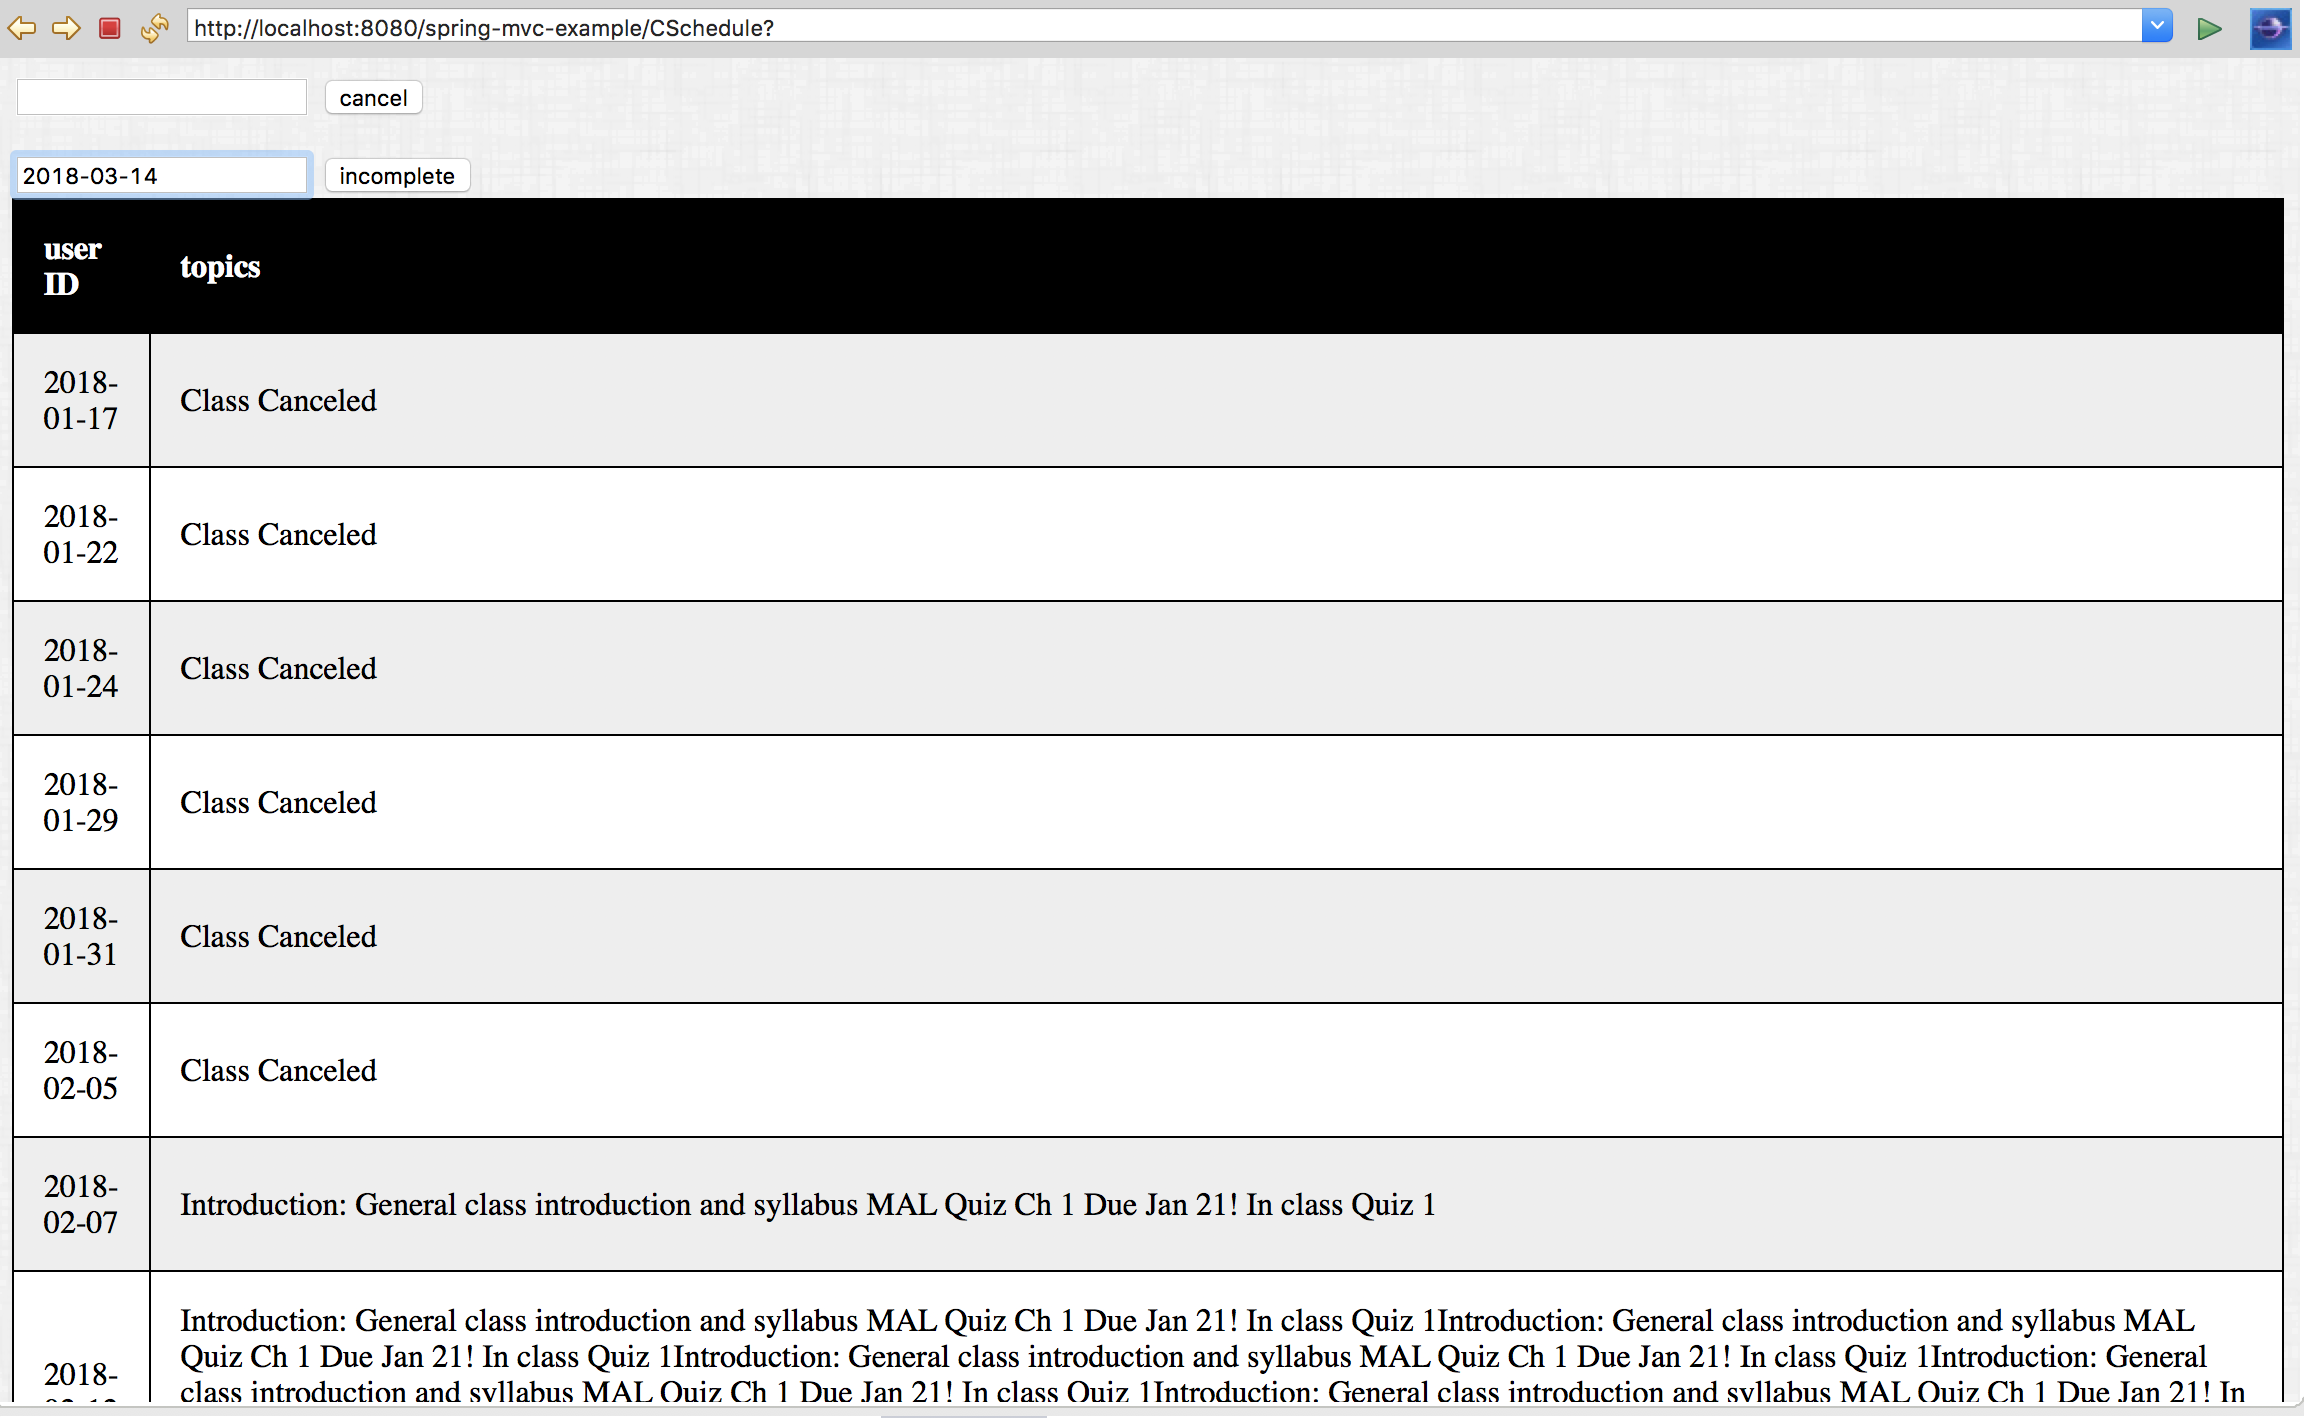 http://localhost:8080/spring-mvc-example/CSchedule?
cancel
2018-03-14 incomplete
user
ID
topics
2018-
01-17
Class Canceled
2018-
01-22
Class Canceled
2018-
01-24
Class Canceled
2018-
01-29
Class Canceled
2018-
01-31
Class Canceled
2018-
02-05
Class Canceled
2018-
02-07
Introduction: General class introduction and syllabus MAL Quiz Ch 1 Due Jan 21! In class Quiz 1
2018-
Introduction: General class introduction and syllabus MAL Quiz Ch 1 Due Jan 21! In class Quiz 1Introduction: General class introduction and syllabus MAL
Quiz Ch 1 Due Jan 21! In class Quiz 1Introduction: General class introduction and syllabus MAL Quiz Ch 1 Due Jan 21! In class Quiz 1Introduction: General
class introduction and syllabus MAL Quiz Ch 1 Due Jan 21! In class Quiz 1Introduction: General class introduction and syllabus MAL Quiz Ch 1 Due Jan 21! In